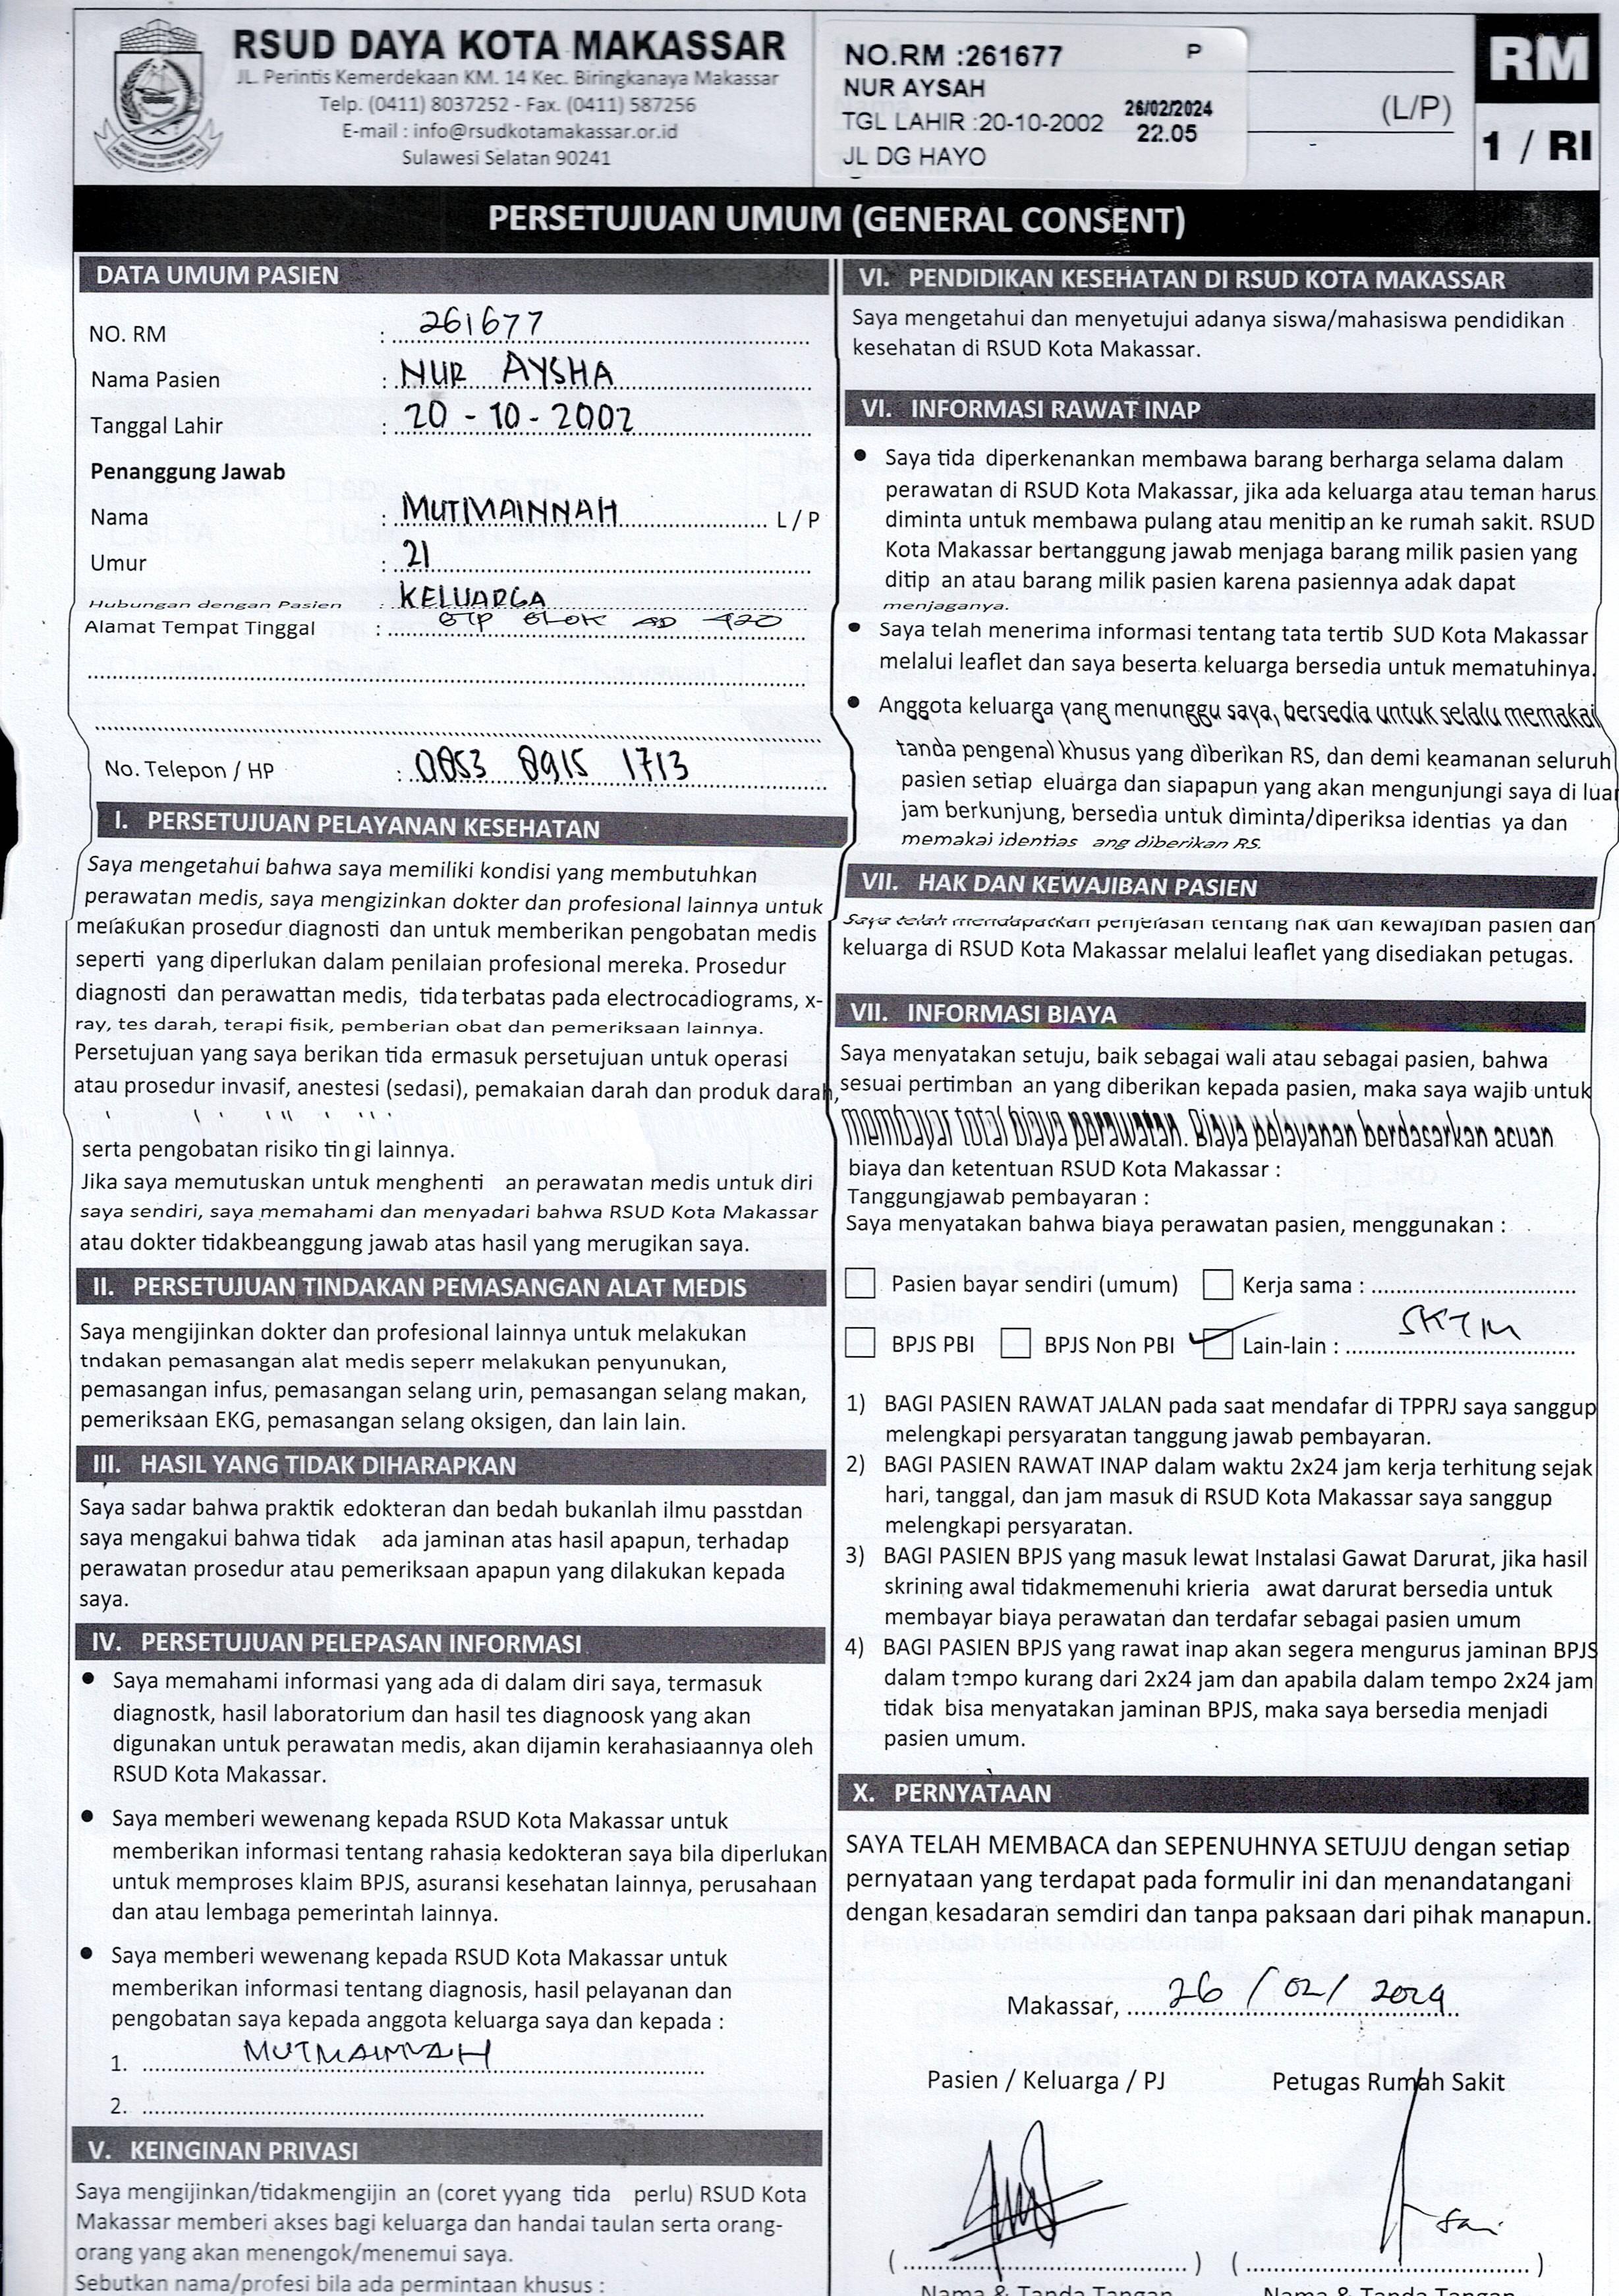 RSUD DAYA KOTA MAKASSAR
JL. Perintis Kemerdekaan KM. 14 Kec. Biringkanaya Makassar
Telp. (0411) 8037252 - Fax. (0411) 587256
E-mail : info@rsudkotamakassar.or.id
Sulawesi Selatan 90241
NO.RM :261677 P
NUR AYSAH
TGL LAHIR :20-10-2002
26/02/2024
22.05
JL DG HAYO
(L/P)
RM
1 / RI
PERSETUJUAN UMUM (GENERAL CONSENT)
DATA UMUM PASIEN
NO. RM : 261677
Nama Pasien : NUR AYSHA
Tanggal Lahir : 20 - 10 - 2002
Penanggung Jawab
Nama : MUTMAINNAH L / P
Umur : 21
Hubungan dengan Pasien : KELUARGA
Alamat Tempat Tinggal : BTP BLOK AD 420
No. Telepon / HP : 0853 8915 1713
I. PERSETUJUAN PELAYANAN KESEHATAN
Saya mengetahui bahwa saya memiliki kondisi yang membutuhkan
perawatan medis, saya mengizinkan dokter dan profesional lainnya untuk
melakukan prosedur diagnosti dan untuk memberikan pengobatan medis
seperti yang diperlukan dalam penilaian profesional mereka. Prosedur
diagnosti dan perawattan medis, tida terbatas pada electrocadiograms, x-
ray, tes darah, terapi fisik, pemberian obat dan pemeriksaan lainnya.
Persetujuan yang saya berikan tida ermasuk persetujuan untuk operasi
atau prosedur invasif, anestesi (sedasi), pemakaian darah dan produk darah,
serta pengobatan risiko tin gi lainnya.
Jika saya memutuskan untuk menghenti an perawatan medis untuk diri
saya sendiri, saya memahami dan menyadari bahwa RSUD Kota Makassar
atau dokter tidakbeanggung jawab atas hasil yang merugikan saya.
II. PERSETUJUAN TINDAKAN PEMASANGAN ALAT MEDIS
Saya mengijinkan dokter dan profesional lainnya untuk melakukan
tndakan pemasangan alat medis seperr melakukan penyunukan,
pemasangan infus, pemasangan selang urin, pemasangan selang makan,
pemeriksaan EKG, pemasangan selang oksigen, dan lain lain.
III. HASIL YANG TIDAK DIHARAPKAN
Saya sadar bahwa praktik edokteran dan bedah bukanlah ilmu passtdan
saya mengakui bahwa tidak ada jaminan atas hasil apapun, terhadap
perawatan prosedur atau pemeriksaan apapun yang dilakukan kepada
saya.
IV. PERSETUJUAN PELEPASAN INFORMASI
• Saya memahami informasi yang ada di dalam diri saya, termasuk
diagnostk, hasil laboratorium dan hasil tes diagnoosk yang akan
digunakan untuk perawatan medis, akan dijamin kerahasiaannya oleh
RSUD Kota Makassar.
• Saya memberi wewenang kepada RSUD Kota Makassar untuk
memberikan informasi tentang rahasia kedokteran saya bila diperlukan
untuk memproses klaim BPJS, asuransi kesehatan lainnya, perusahaan
dan atau lembaga pemerintah lainnya.
• Saya memberi wewenang kepada RSUD Kota Makassar untuk
memberikan informasi tentang diagnosis, hasil pelayanan dan
pengobatan saya kepada anggota keluarga saya dan kepada :
1. MUTMAINNAH
2.
V. KEINGINAN PRIVASI
Saya mengijinkan/tidakmengijin an (coret yyang tida perlu) RSUD Kota
Makassar memberi akses bagi keluarga dan handai taulan serta orang-
orang yang akan menengok/menemui saya.
Sebutkan nama/profesi bila ada permintaan khusus :
VI. PENDIDIKAN KESEHATAN DI RSUD KOTA MAKASSAR
Saya mengetahui dan menyetujui adanya siswa/mahasiswa pendidikan
kesehatan di RSUD Kota Makassar.
VI. INFORMASI RAWAT INAP
• Saya tida diperkenankan membawa barang berharga selama dalam
perawatan di RSUD Kota Makassar, jika ada keluarga atau teman harus
diminta untuk membawa pulang atau menitip an ke rumah sakit. RSUD
Kota Makassar bertanggung jawab menjaga barang milik pasien yang
ditip an atau barang milik pasien karena pasiennya adak dapat
menjaganya.
• Saya telah menerima informasi tentang tata tertib SUD Kota Makassar
melalui leaflet dan saya beserta keluarga bersedia untuk mematuhinya.
• Anggota keluarga yang menunggu saya, bersedia untuk selalu memakai
tanda pengenal khusus yang diberikan RS, dan demi keamanan seluruh
pasien setiap eluarga dan siapapun yang akan mengunjungi saya di luar
jam berkunjung, bersedia untuk diminta/diperiksa identias ya dan
memakai identias ang diberikan RS.
VII. HAK DAN KEWAJIBAN PASIEN
Saya telah mendapatkan penjelasan tentang hak dan kewajiban pasien dan
keluarga di RSUD Kota Makassar melalui leaflet yang disediakan petugas.
VII. INFORMASI BIAYA
Saya menyatakan setuju, baik sebagai wali atau sebagai pasien, bahwa
sesuai pertimban an yang diberikan kepada pasien, maka saya wajib untuk
membayar total biaya perawatan. Biaya pelayanan berdasarkan acuan
biaya dan ketentuan RSUD Kota Makassar :
Tanggungjawab pembayaran :
Saya menyatakan bahwa biaya perawatan pasien, menggunakan :
Pasien bayar sendiri (umum) Kerja sama :
BPJS PBI BPJS Non PBI ✓ Lain-lain : SKTM
1) BAGI PASIEN RAWAT JALAN pada saat mendafar di TPPRJ saya sanggup
melengkapi persyaratan tanggung jawab pembayaran.
2) BAGI PASIEN RAWAT INAP dalam waktu 2x24 jam kerja terhitung sejak
hari, tanggal, dan jam masuk di RSUD Kota Makassar saya sanggup
melengkapi persyaratan.
3) BAGI PASIEN BPJS yang masuk lewat Instalasi Gawat Darurat, jika hasil
skrining awal tidakmemenuhi krieria awat darurat bersedia untuk
membayar biaya perawatan dan terdafar sebagai pasien umum
4) BAGI PASIEN BPJS yang rawat inap akan segera mengurus jaminan BPJS
dalam tempo kurang dari 2x24 jam dan apabila dalam tempo 2x24 jam
tidak bisa menyatakan jaminan BPJS, maka saya bersedia menjadi
pasien umum.
X. PERNYATAAN
SAYA TELAH MEMBACA dan SEPENUHNYA SETUJU dengan setiap
pernyataan yang terdapat pada formulir ini dan menandatangani
dengan kesadaran semdiri dan tanpa paksaan dari pihak manapun.
Makassar, 26 / 02 / 2024
Pasien / Keluarga / PJ Petugas Rumah Sakit
Nama & Tanda Tangan Nama & Tanda Tangan